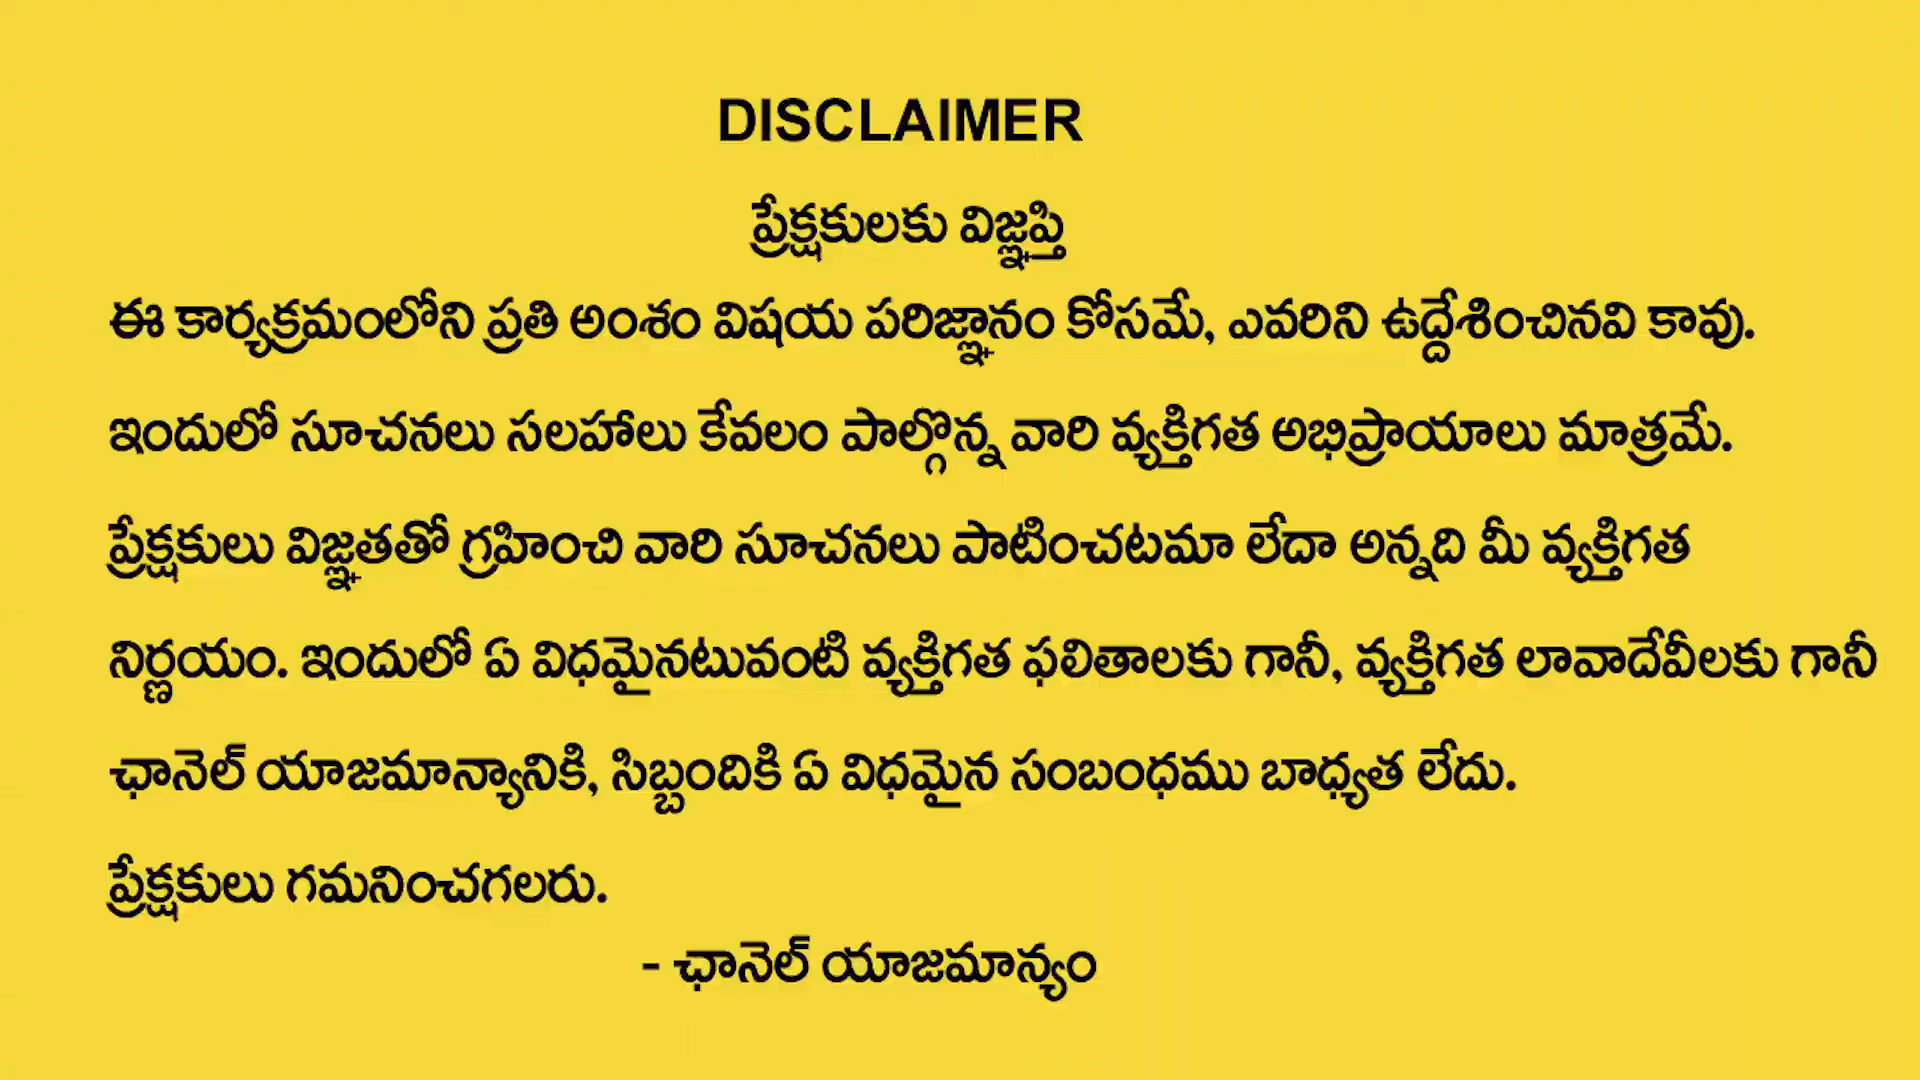 DISCLAIMER
ప్రేక్షకులకు విజ్ఞప్తి
ఈ కార్యక్రమంలోని ప్రతి అంశం విషయ పరిజ్ఞానం కోసమే, ఎవరిని ఉద్దేశించినవి కావు.
ఇందులో సూచనలు సలహాలు కేవలం పాల్గొన్న వారి వ్యక్తిగత అభిప్రాయాలు మాత్రమే.
ప్రేక్షకులు విజ్ఞతతో గ్రహించి వారి సూచనలు పాటించటమా లేదా అన్నది మీ వ్యక్తిగత
నిర్ణయం. ఇందులో ఏ విధమైనటువంటి వ్యక్తిగత ఫలితాలకు గానీ, వ్యక్తిగత లావాదేవీలకు గానీ
ఛానెల్ యాజమాన్యానికి, సిబ్బందికి ఏ విధమైన సంబంధము బాధ్యత లేదు.
ప్రేక్షకులు గమనించగలరు.
- ఛానెల్ యాజమాన్యం